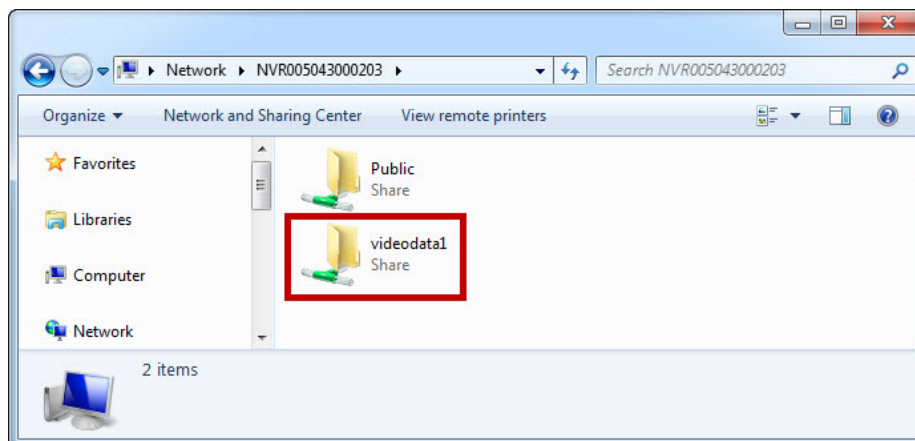 Network NVR005043000203 Search NVR005043000203
Organize Network and Sharing Center View remote printers
Favorites
Libraries
Computer
Network
Public
Share
videodata1
Share
2 items